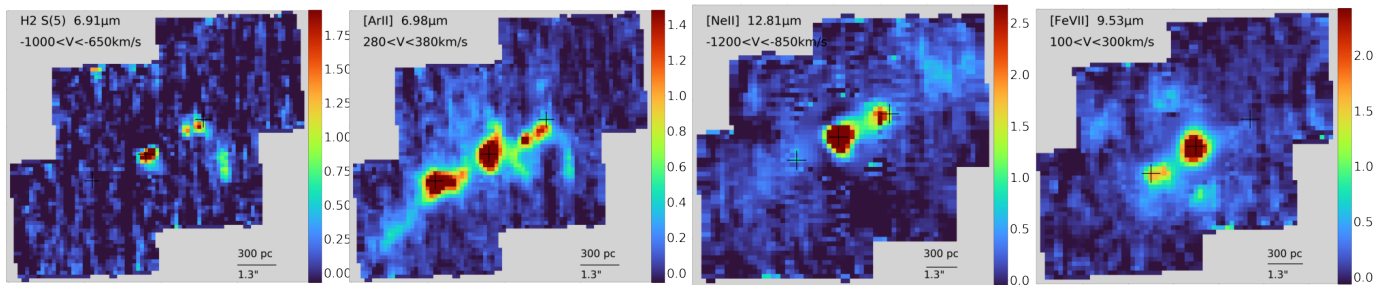 H2 S(5) 6.91μm
-1000<V<-650km/s
300 pc
1.3"
1.75
1.50
1.25
1.00
0.75
0.50
0.25
0.00
[ArII] 6.98μm
280<V<380km/s
300 pc
1.3"
1.4
1.2
1.0
0.8
0.6
0.4
0.2
0.0
[NeII] 12.81μm
-1200<V<-850km/s
300 pc
1.3"
2.5
2.0
1.5
1.0
0.5
0.0
[FeVII] 9.53μm
100<V<300km/s
300 pc
1.3"
2.0
1.5
1.0
0.5
0.0